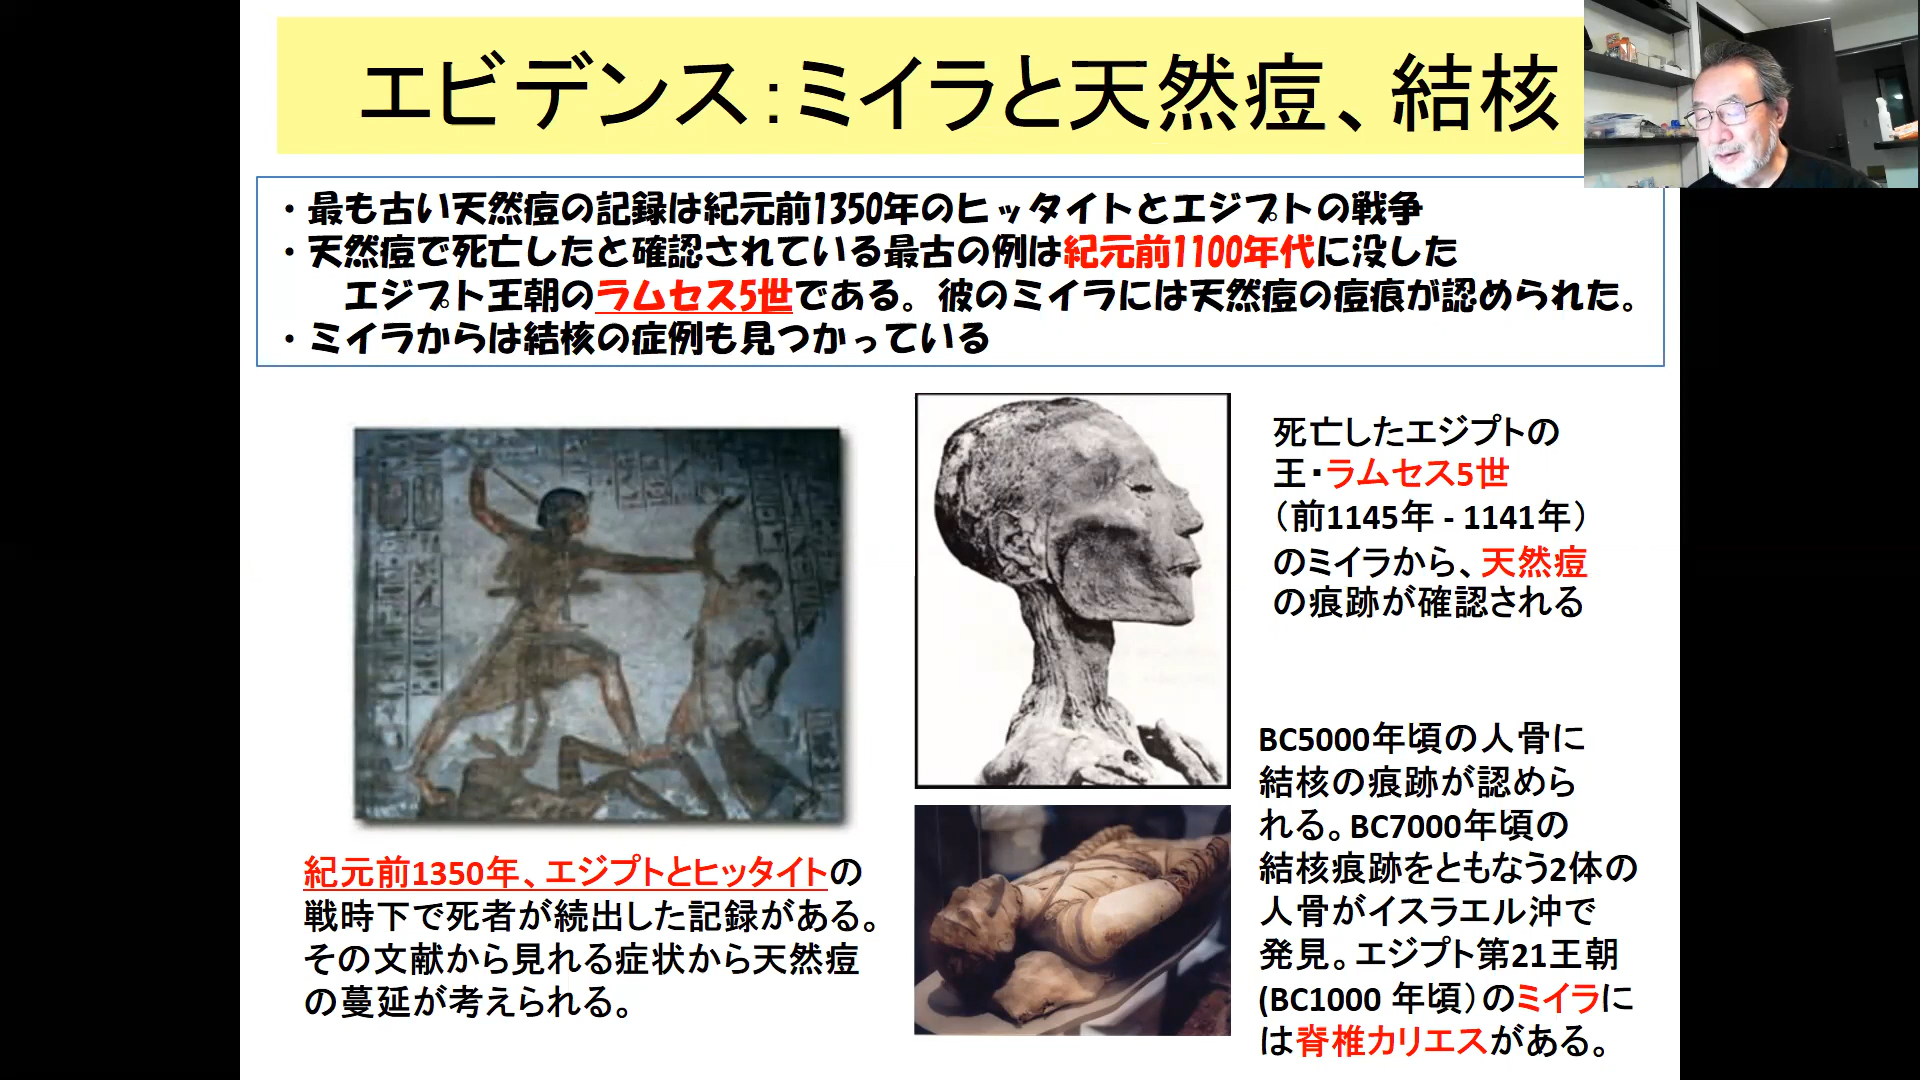 エビデンス：ミイラと天然痘、結核
・最も古い天然痘の記録は紀元前1350年のヒッタイトとエジプトの戦争
・天然痘で死亡したと確認されている最古の例は紀元前1100年代に没した
エジプト王朝のラムセス5世である。彼のミイラには天然痘の痘痕が認められた。
・ミイラからは結核の症例も見つかっている
死亡したエジプトの
王・ラムセス5世
（前1145年 - 1141年）
のミイラから、天然痘
の痕跡が確認される
紀元前1350年、エジプトとヒッタイトの
戦時下で死者が続出した記録がある。
その文献から見れる症状から天然痘
の蔓延が考えられる。
BC5000年頃の人骨に
結核の痕跡が認めら
れる。BC7000年頃の
結核痕跡をともなう2体の
人骨がイスラエル沖で
発見。エジプト第21王朝
(BC1000 年頃）のミイラに
は脊椎カリエスがある。